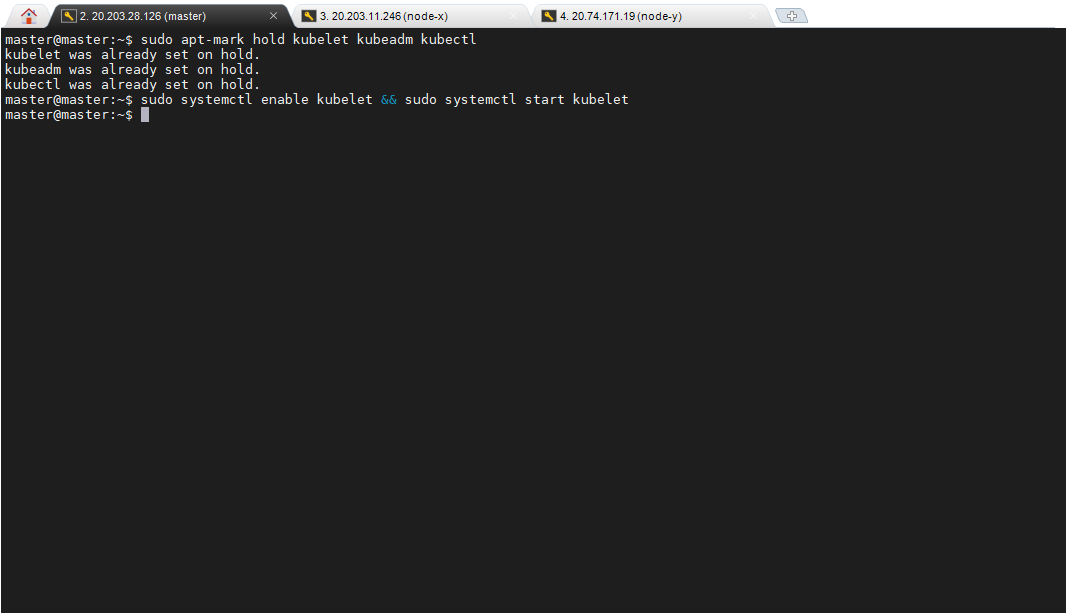 2. 20.203.28.126 (master)
3. 20.203.11.246 (node-x)
4. 20.74.171.19 (node-y)
master@master:~$ sudo apt-mark hold kubelet kubeadm kubectl
kubelet was already set on hold.
kubeadm was already set on hold.
kubectl was already set on hold.
master@master:~$ sudo systemctl enable kubelet && sudo systemctl start kubelet
master@master:~$